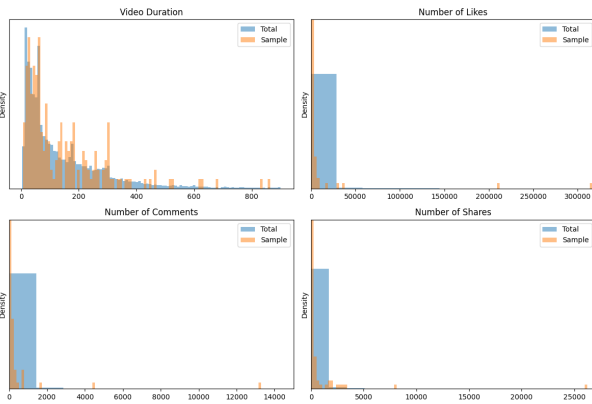 Video Duration
Density
Total
Sample
0 200 400 600 800
Number of Likes
Density
Total
Sample
0 50000 100000 150000 200000 250000 300000
Number of Comments
Density
Total
Sample
0 2000 4000 6000 8000 10000 12000 14000
Number of Shares
Density
Total
Sample
0 5000 10000 15000 20000 25000